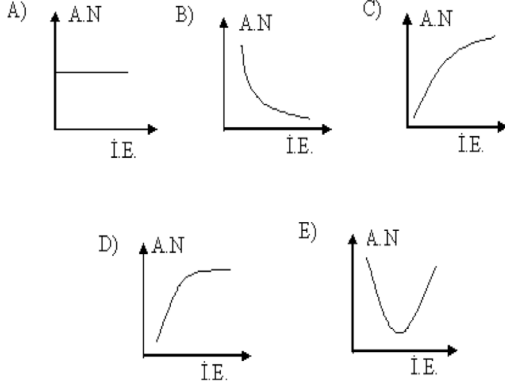 A) A.N
İ.E.
B) A.N
İ.E.
C) A.N
İ.E.
D) A.N
İ.E.
E) A.N
İ.E.